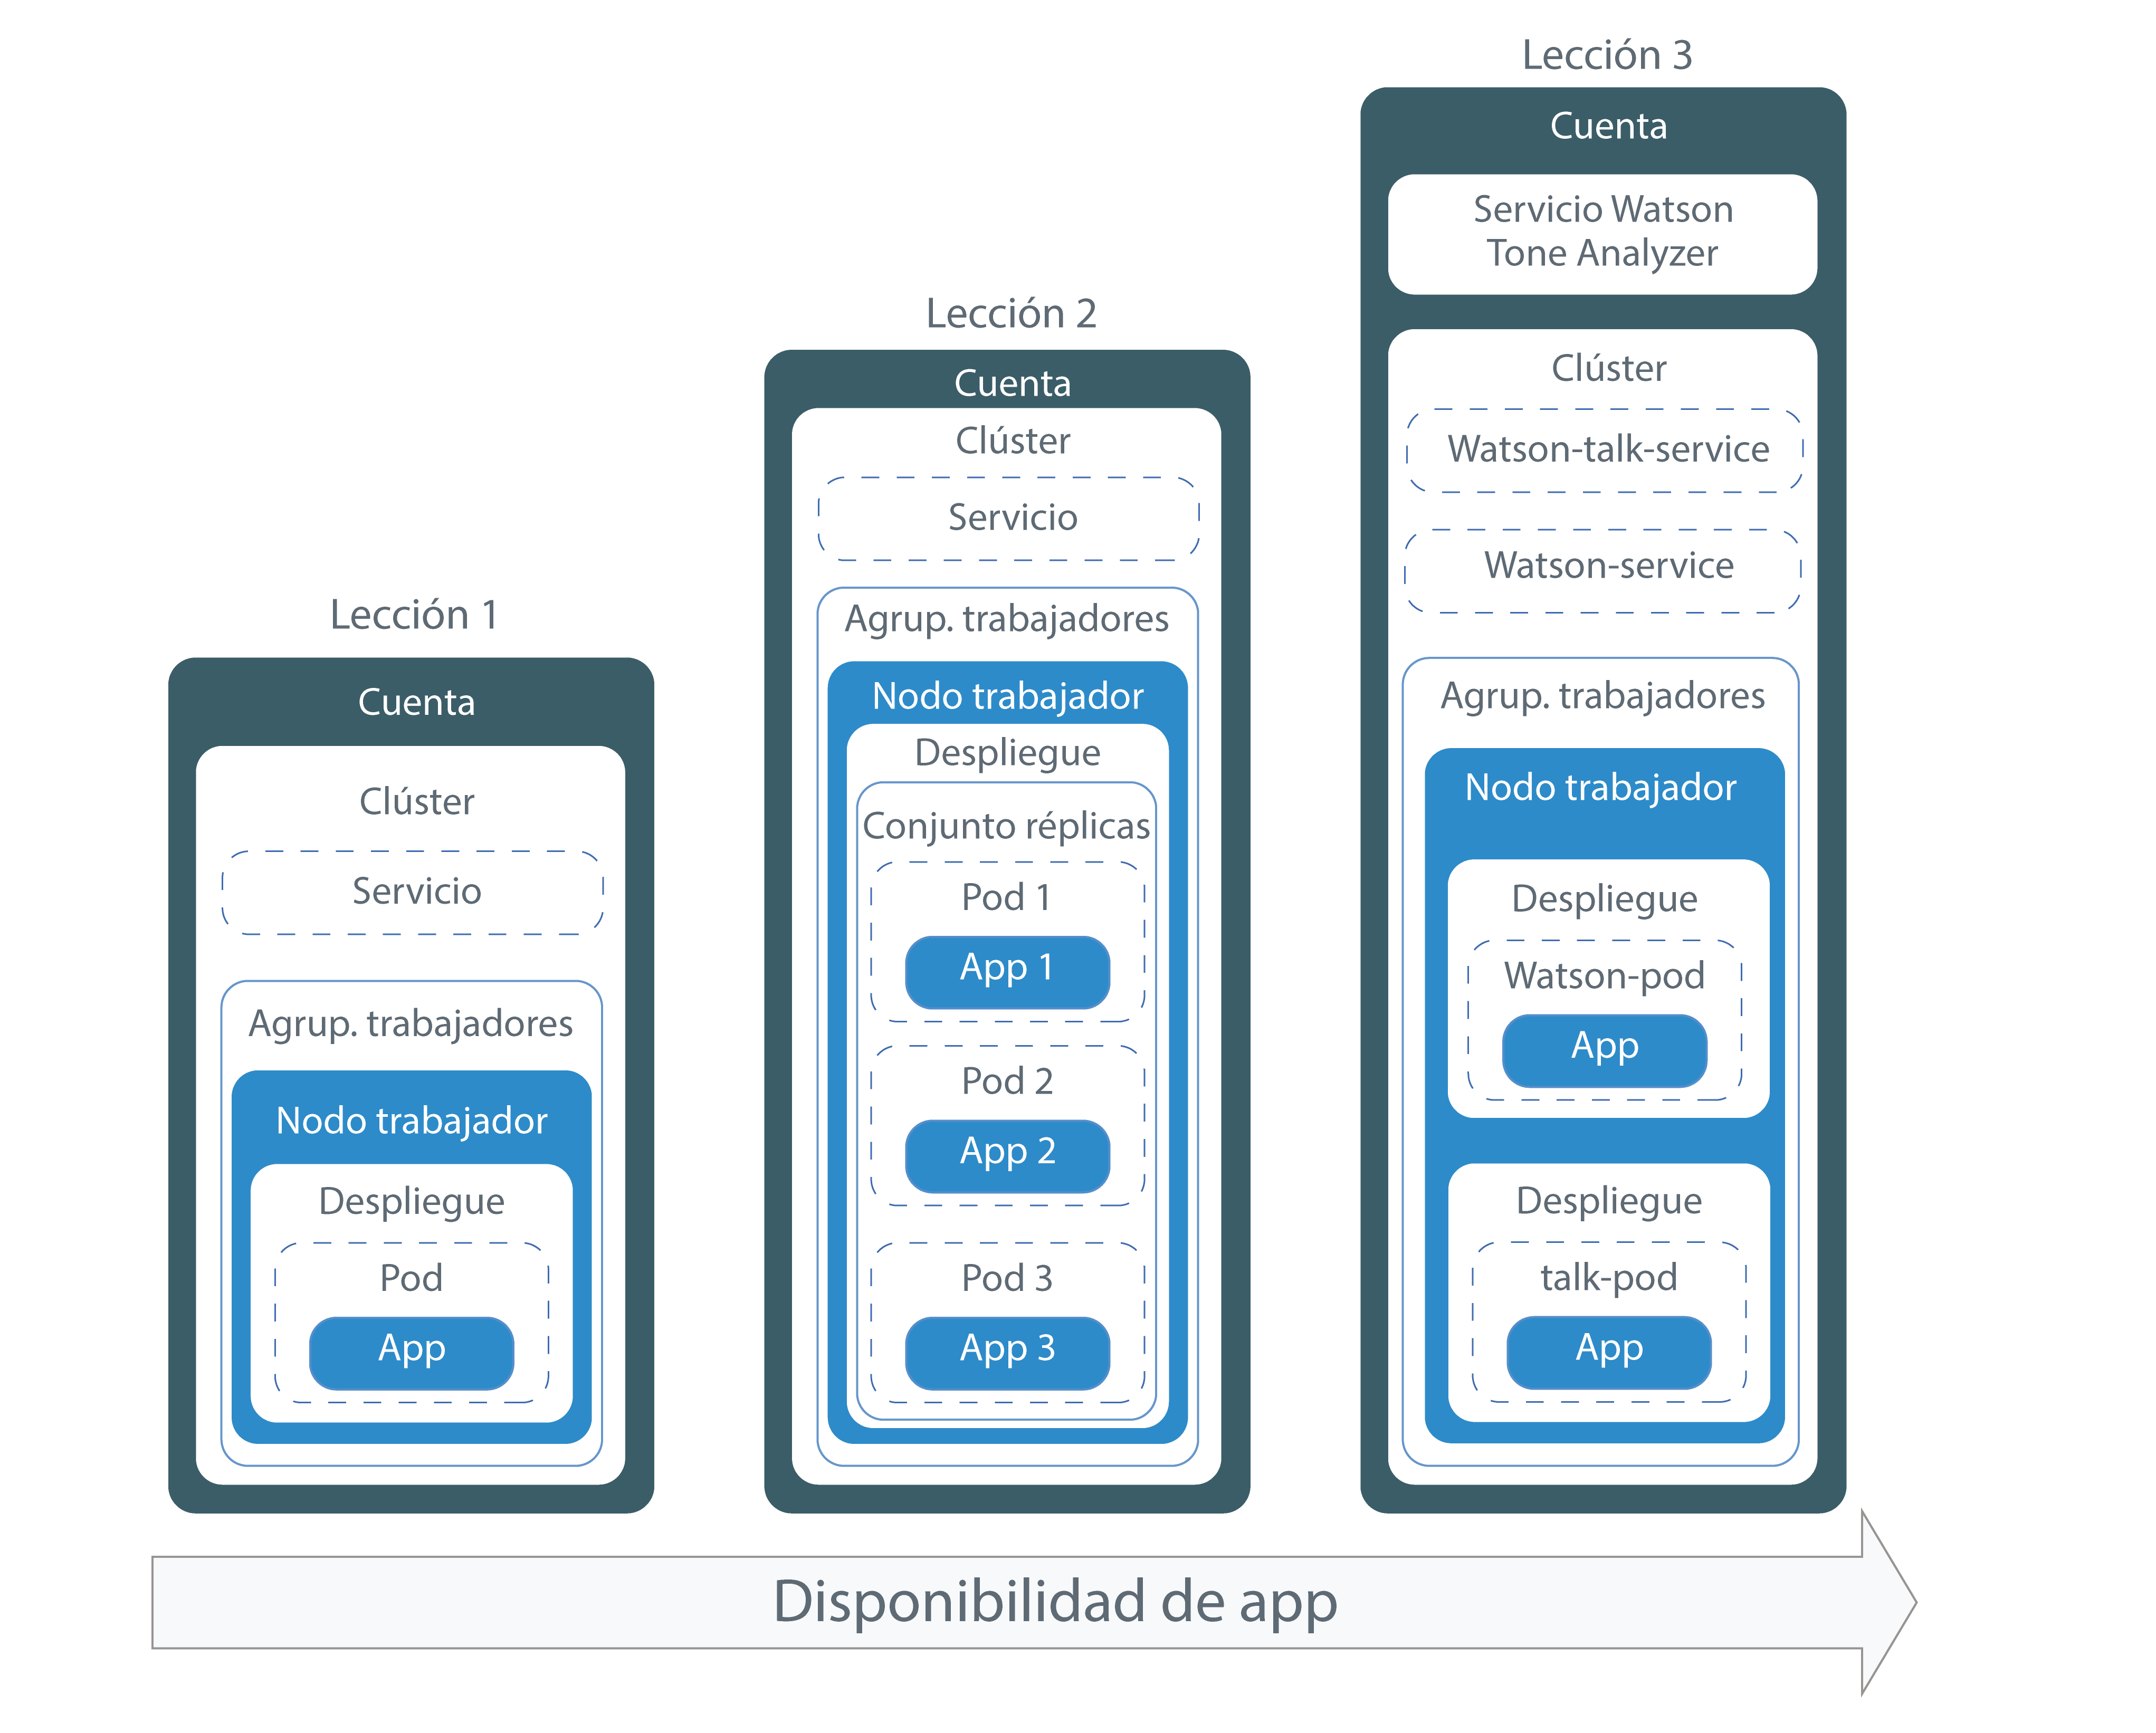 Lección 1
Cuenta
Clúster
Servicio
Agrup. trabajadores
Nodo trabajador
Despliegue
Pod
App
Lección 2
Cuenta
Clúster
Servicio
Agrup. trabajadores
Nodo trabajador
Despliegue
Conjunto réplicas
Pod 1
App 1
Pod 2
App 2
Pod 3
App 3
Lección 3
Cuenta
Servicio Watson
Tone Analyzer
Clúster
Watson-talk-service
Watson-service
Agrup. trabajadores
Nodo trabajador
Despliegue
Watson-pod
App
Despliegue
talk-pod
App
Disponibilidad de app